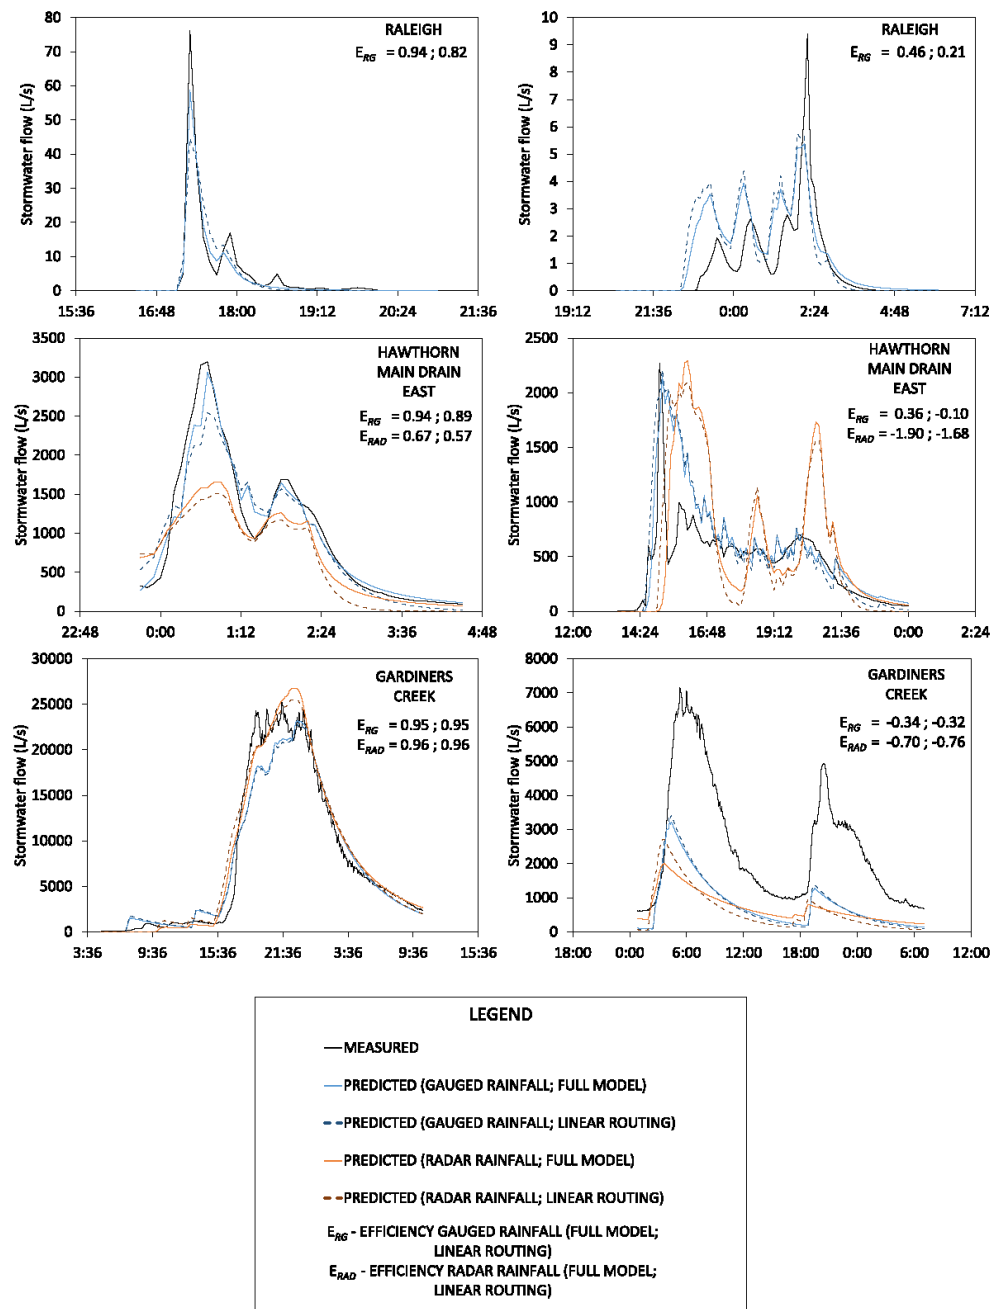 RALEIGH
E_RG = 0.94 ; 0.82
Stormwater flow (L/s)
80
70
60
50
40
30
20
10
0
15:36 16:48 18:00 19:12 20:24 21:36
RALEIGH
E_RG = 0.46 ; 0.21
Stormwater flow (L/s)
10
9
8
7
6
5
4
3
2
1
0
19:12 21:36 0:00 2:24 4:48 7:12
HAWTHORN
MAIN DRAIN
EAST
E_RG = 0.94 ; 0.89
E_RAD = 0.67 ; 0.57
Stormwater flow (L/s)
3500
3000
2500
2000
1500
1000
500
0
22:48 0:00 1:12 2:24 3:36 4:48
HAWTHORN
MAIN DRAIN
EAST
E_RG = 0.36 ; -0.10
E_RAD = -1.90 ; -1.68
Stormwater flow (L/s)
2500
2000
1500
1000
500
0
12:00 14:24 16:48 19:12 21:36 0:00 2:24
GARDINERS
CREEK
E_RG = 0.95 ; 0.95
E_RAD = 0.96 ; 0.96
Stormwater flow (L/s)
30000
25000
20000
15000
10000
5000
0
3:36 9:36 15:36 21:36 3:36 9:36 15:36
GARDINERS
CREEK
E_RG = -0.34 ; -0.32
E_RAD = -0.70 ; -0.76
Stormwater flow (L/s)
8000
7000
6000
5000
4000
3000
2000
1000
0
18:00 0:00 6:00 12:00 18:00 0:00 6:00 12:00
LEGEND
MEASURED
PREDICTED (GAUGED RAINFALL; FULL MODEL)
PREDICTED (GAUGED RAINFALL; LINEAR ROUTING)
PREDICTED (RADAR RAINFALL; FULL MODEL)
PREDICTED (RADAR RAINFALL; LINEAR ROUTING)
E_RG - EFFICIENCY GAUGED RAINFALL (FULL MODEL;
LINEAR ROUTING)
E_RAD - EFFICIENCY RADAR RAINFALL (FULL MODEL;
LINEAR ROUTING)